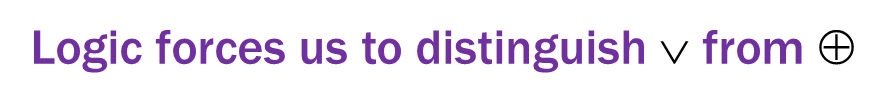 Logic forces us to distinguish ∨ from ⊕